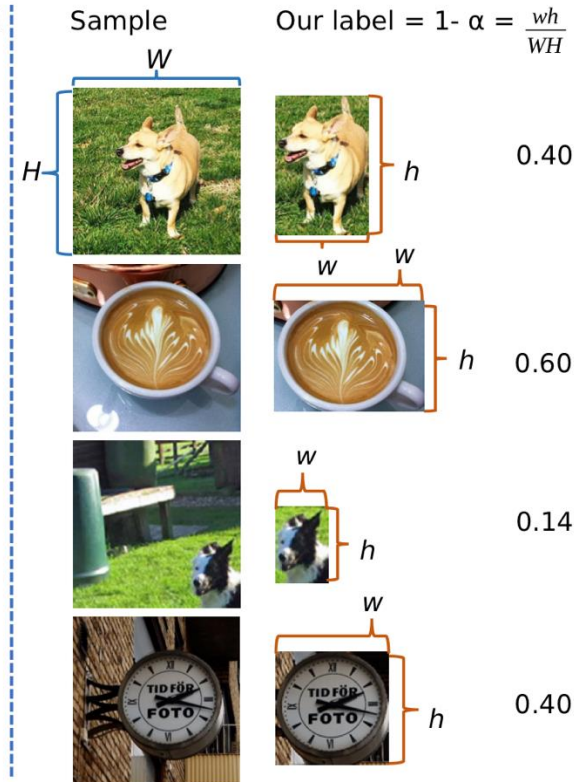 Sample
Our label = 1- α = wh/WH
W
H
h
0.40
w
w
h
0.60
w
h
0.14
w
TID FÖR
FOTO
TID FÖR
FOTO
h
0.40